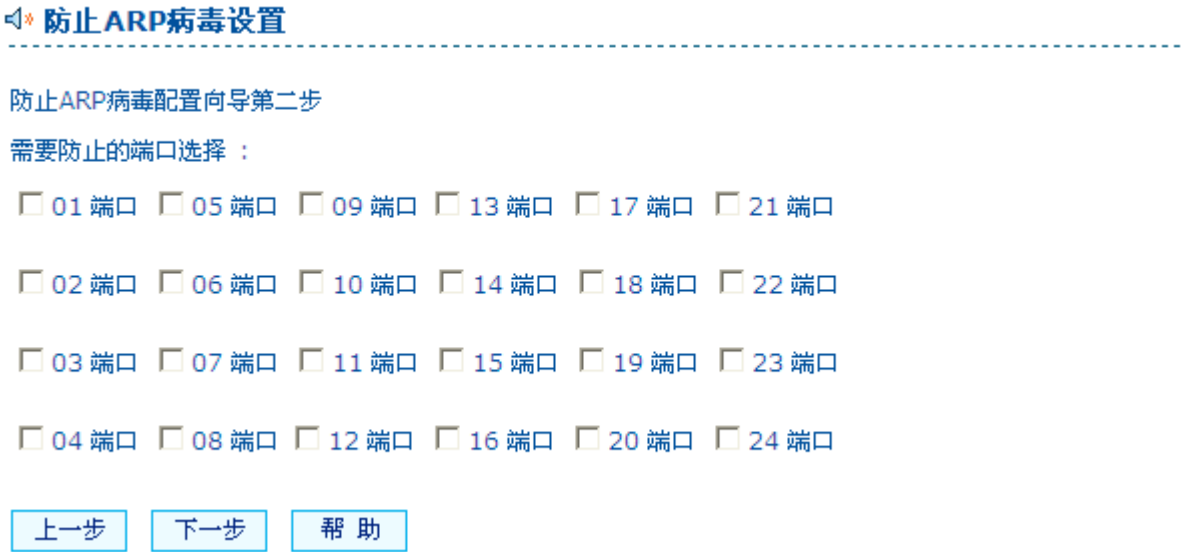 防止ARP病毒设置
防止ARP病毒配置向导第二步
需要防止的端口选择 :
01 端口 05 端口 09 端口 13 端口 17 端口 21 端口
02 端口 06 端口 10 端口 14 端口 18 端口 22 端口
03 端口 07 端口 11 端口 15 端口 19 端口 23 端口
04 端口 08 端口 12 端口 16 端口 20 端口 24 端口
上一步 下一步 帮 助